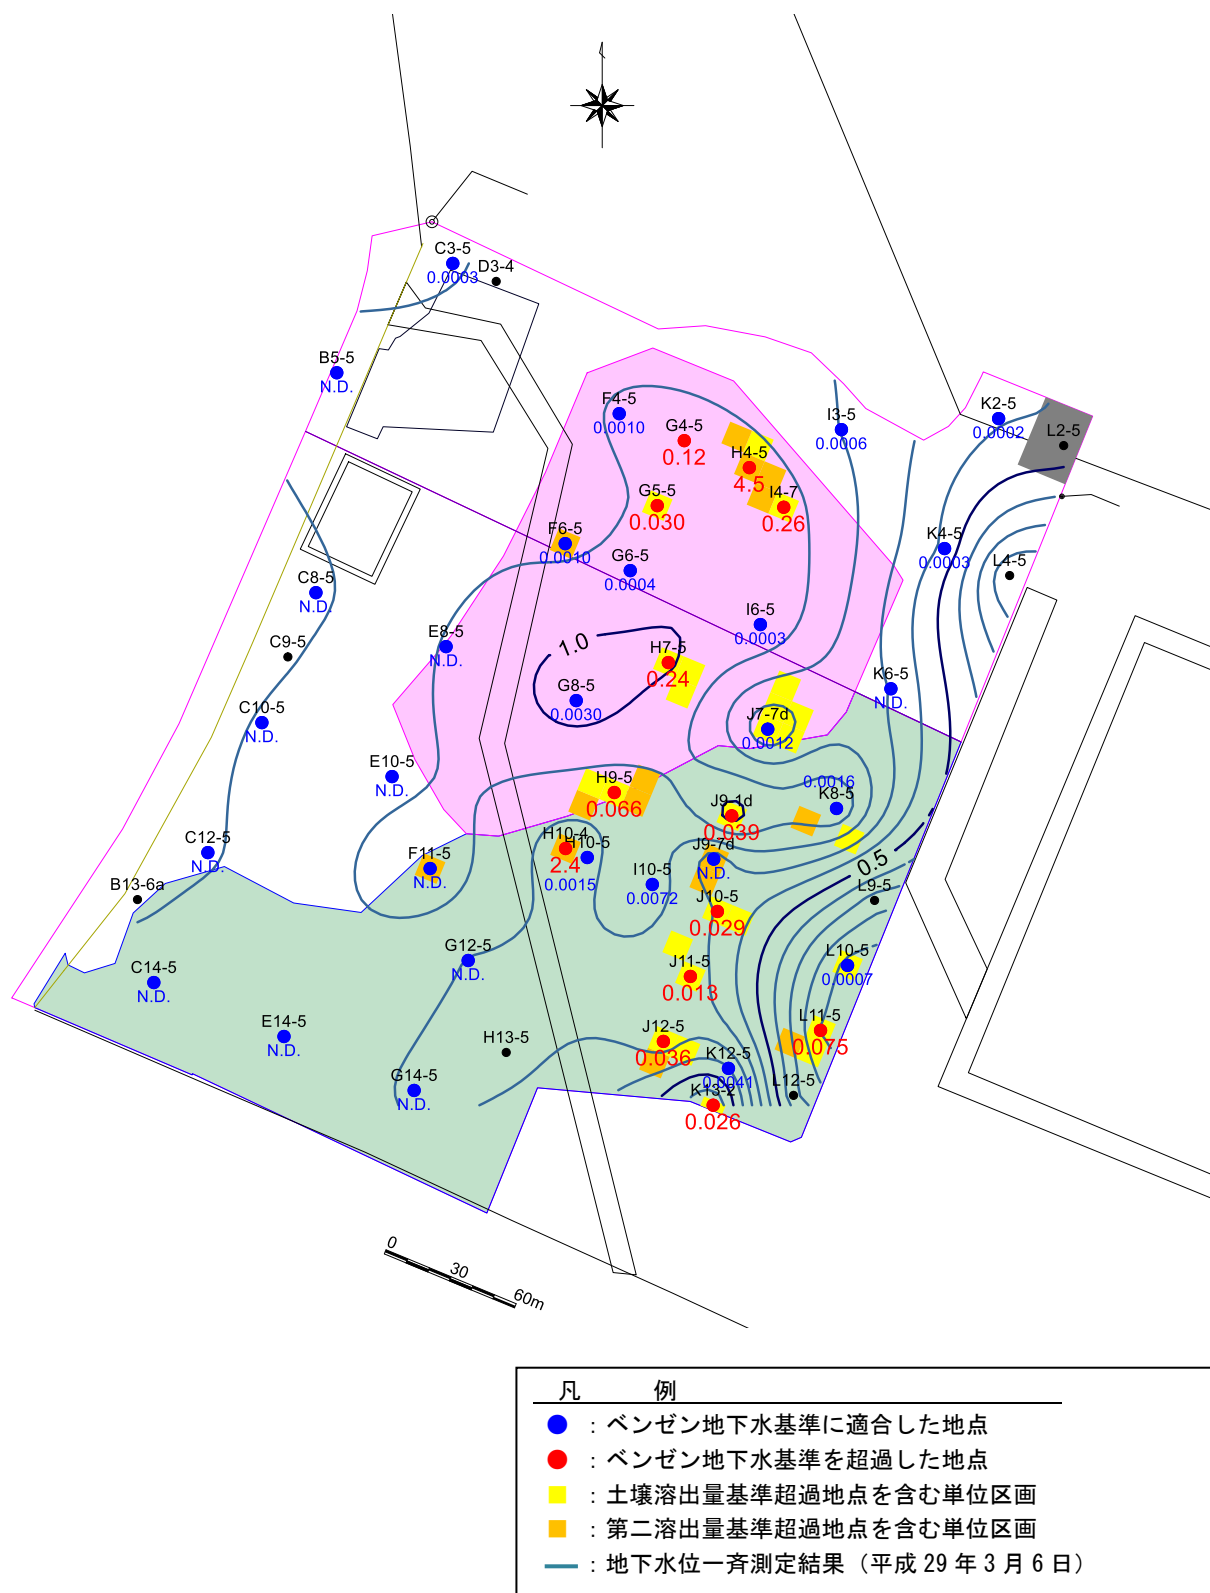 C3-5
0.0003
D3-4
B5-5
N.D.
F4-5
0.0010
G4-5
0.12
I3-5
0.0006
K2-5
0.0002
L2-5
H4-5
4.5
G5-5
0.030
I4-7
0.26
F6-5
0.0010
G6-5
0.0004
K4-5
0.0003
L4-5
C8-5
N.D.
C9-5
E8-5
N.D.
1.0
I6-5
0.0003
H7-5
0.24
G8-5
0.0030
K6-5
N.D.
C10-5
N.D.
J7-7d
0.0012
E10-5
N.D.
H9-5
0.066
0.0016
K8-5
J9-1d
0.039
C12-5
N.D.
H10-4
2.4
H10-5
0.0015
J9-7d
N.D.
0.5
F11-5
N.D.
I10-5
0.0072
L9-5
B13-6a
J10-5
0.029
G12-5
N.D.
L10-5
0.0007
C14-5
N.D.
J11-5
0.013
E14-5
N.D.
H13-5
J12-5
0.036
L11-5
0.075
K12-5
0.0041
L12-5
G14-5
N.D.
K13-2
0.026
0
30
60m
凡 例
：ベンゼン地下水基準に適合した地点
：ベンゼン地下水基準を超過した地点
：土壌溶出量基準超過地点を含む単位区画
：第二溶出量基準超過地点を含む単位区画
：地下水位一斉測定結果（平成 29 年 3 月 6 日）